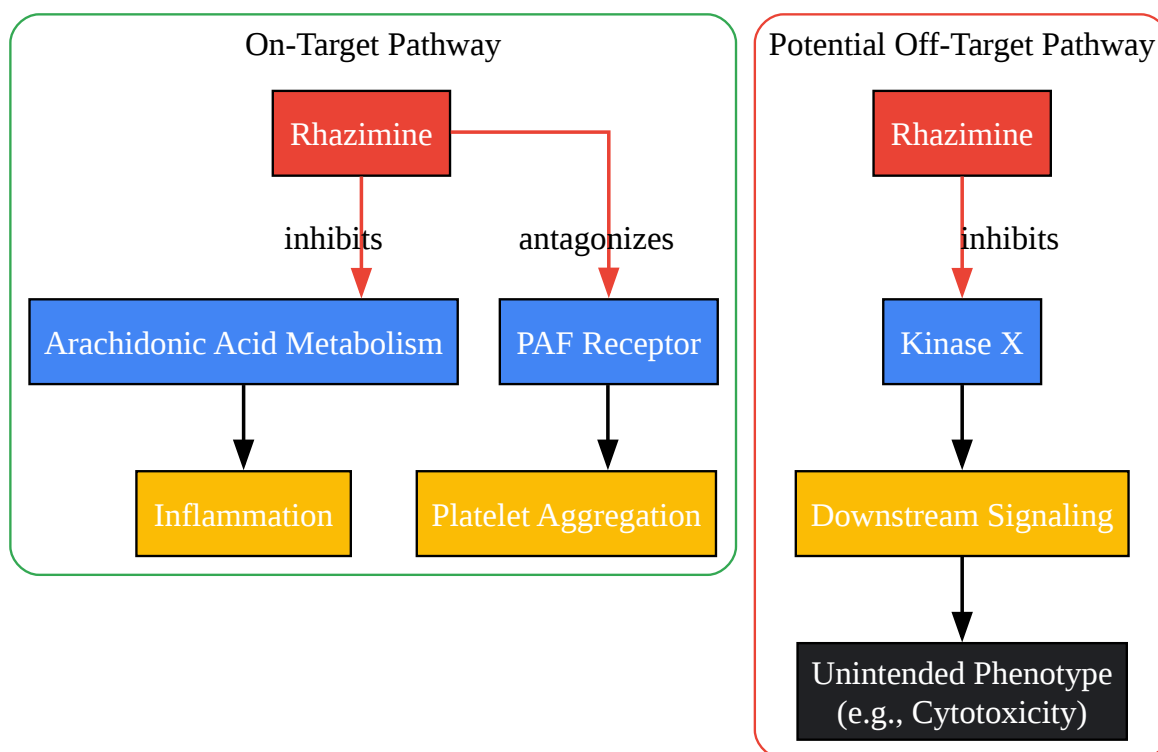 On-Target Pathway
Rhazimine
inhibits
antagonizes
Arachidonic Acid Metabolism
PAF Receptor
Inflammation
Platelet Aggregation
Potential Off-Target Pathway
Rhazimine
inhibits
Kinase X
Downstream Signaling
Unintended Phenotype
(e.g., Cytotoxicity)